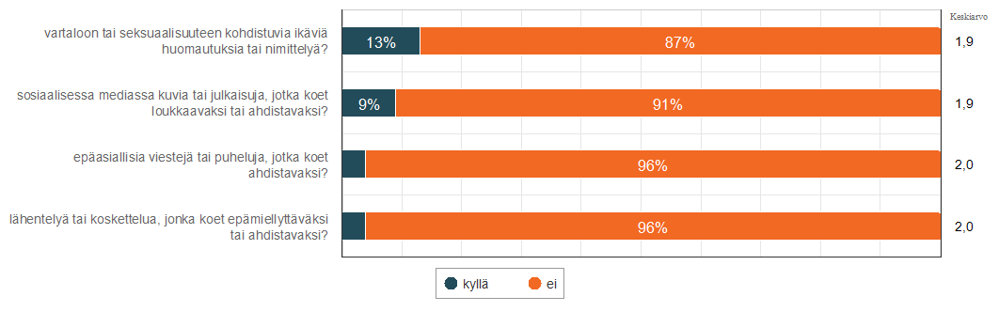 Keskiarvo
vartaloon tai seksuaalisuuteen kohdistuvia ikäviä
huomautuksia tai nimittelyä?
13%
87%
1,9
sosiaalisessa mediassa kuvia tai julkaisuja, jotka koet
loukkaavaksi tai ahdistavaksi?
9%
91%
1,9
epäasiallisia viestejä tai puheluja, jotka koet
ahdistavaksi?
96%
2,0
lähentelyä tai koskettelua, jonka koet epämiellyttäväksi
tai ahdistavaksi?
96%
2,0
kyllä
ei